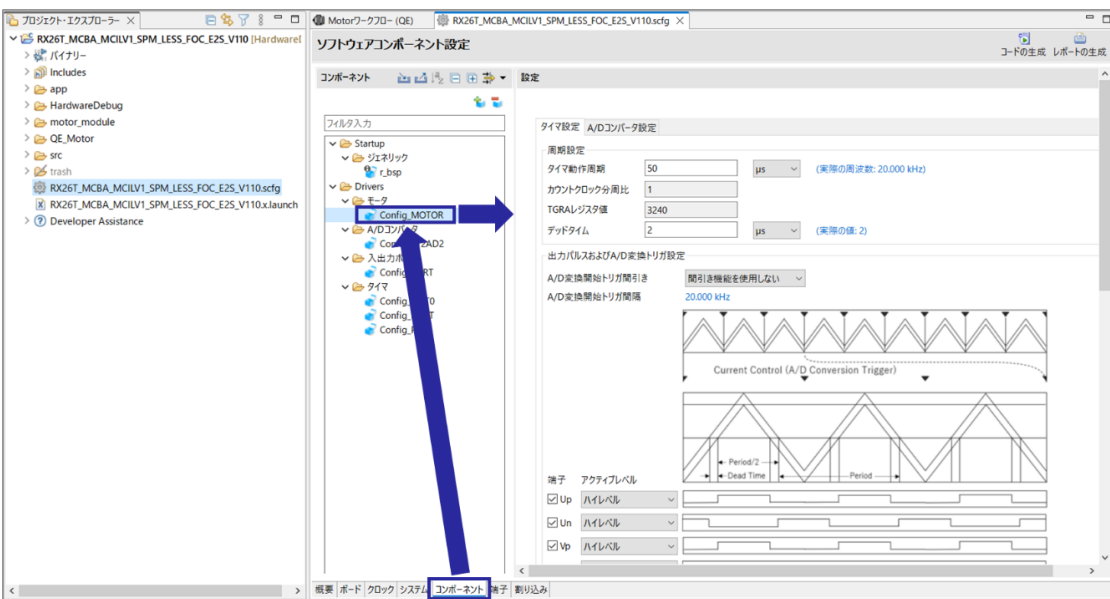 プロジェクト・エクスプローラー
RX26T_MCBA_MCILV1_SPM_LESS_FOC_E2S_V110 [Hardware
バイナリー
Includes
app
HardwareDebug
motor_module
QE_Motor
src
trash
RX26T_MCBA_MCILV1_SPM_LESS_FOC_E2S_V110.scfg
RX26T_MCBA_MCILV1_SPM_LESS_FOC_E2S_V110.x.launch
Developer Assistance
Motorワークフロー (QE)
RX26T_MCBA_MCILV1_SPM_LESS_FOC_E2S_V110.scfg
ソフトウェアコンポーネント設定
コードの生成 レポートの生成
コンポーネント
フィルタ入力
Startup
ジェネリック
r_bsp
Drivers
モータ
Config_MOTOR
A/Dコンバータ
2AD2
入出力
Config
RT
タイマ
Config_
T0
Config_
T
Config_
設定
タイマ設定 A/Dコンバータ設定
周期設定
タイマ動作周期 50 μs (実際の周波数: 20.000 kHz)
カウントクロック分周比 1
TGRAレジスタ値 3240
デッドタイム 2 μs (実際の値: 2)
出力パルスおよびA/D変換トリガ設定
A/D変換開始トリガ間引き 間引き機能を使用しない
A/D変換開始トリガ間隔 20.000 kHz
Current Control (A/D Conversion Trigger)
Period/2
Dead Time
Period
端子 アクティブレベル
Up ハイレベル
Un ハイレベル
Vp ハイレベル
概要 ボード クロック システム コンポーネント 端子 割り込み